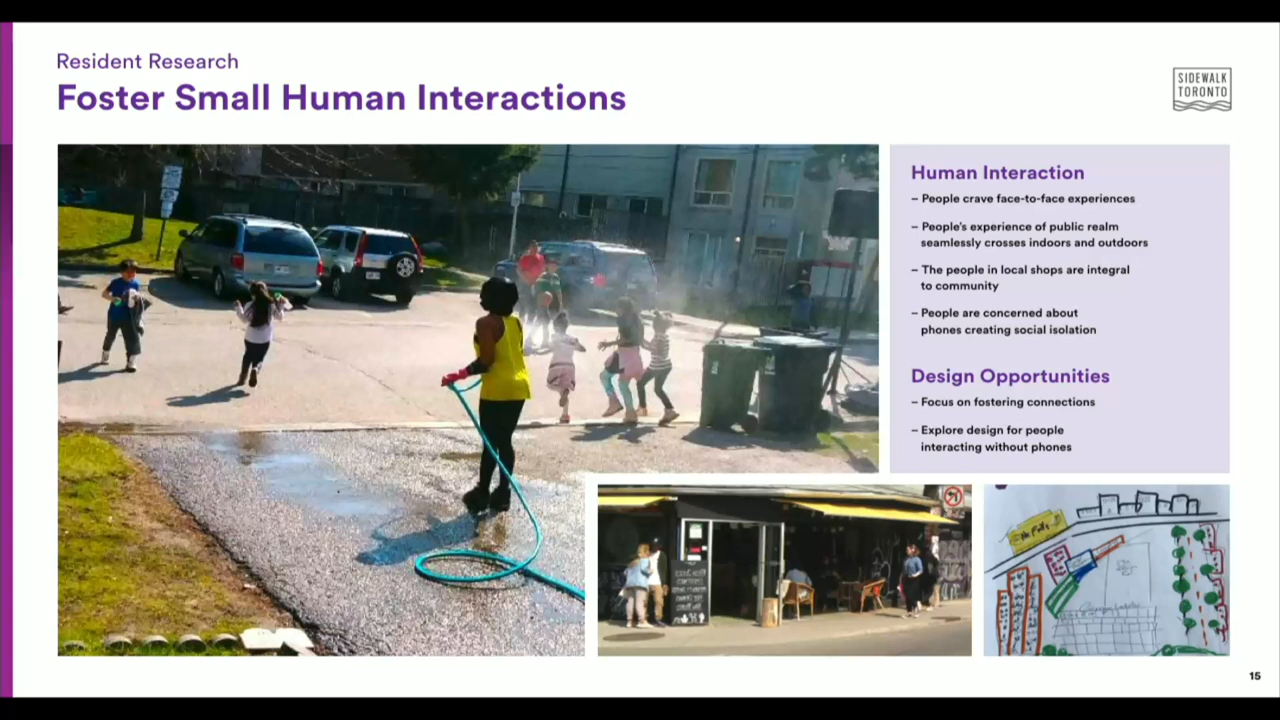 Resident Research
Foster Small Human Interactions
SIDEWALK
TORONTO
Human Interaction
– People crave face-to-face experiences
– People's experience of public realm
seamlessly crosses indoors and outdoors
– The people in local shops are integral
to community
– People are concerned about
phones creating social isolation
Design Opportunities
– Focus on fostering connections
– Explore design for people
interacting without phones
15